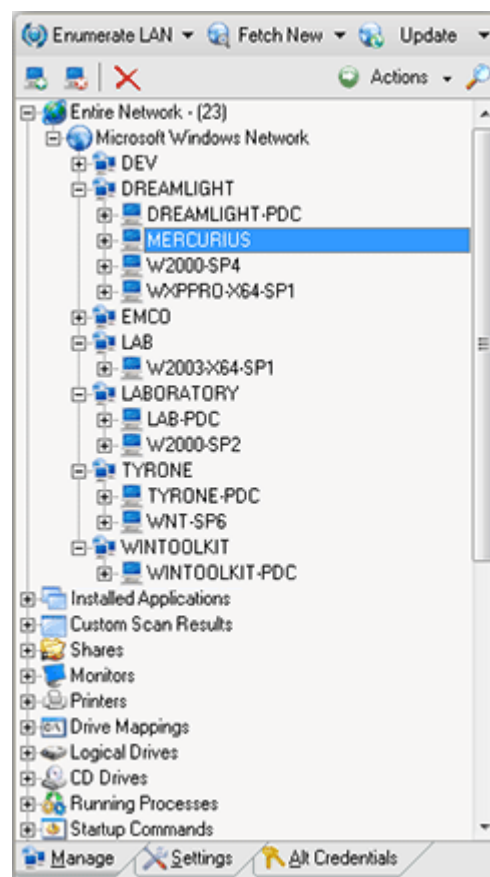 Enumerate LAN Fetch New Update
Actions
Entire Network - (23)
Microsoft Windows Network
DEV
DREAMLIGHT
DREAMLIGHT-PDC
MERCURIUS
W2000-SP4
WXPPRO-X64-SP1
EMCO
LAB
W2003-X64-SP1
LABORATORY
LAB-PDC
W2000-SP2
TYRONE
TYRONE-PDC
WNT-SP6
WINTOOLKIT
WINTOOLKIT-PDC
Installed Applications
Custom Scan Results
Shares
Monitors
Printers
Drive Mappings
Logical Drives
CD Drives
Running Processes
Startup Commands
Manage Settings Alt Credentials